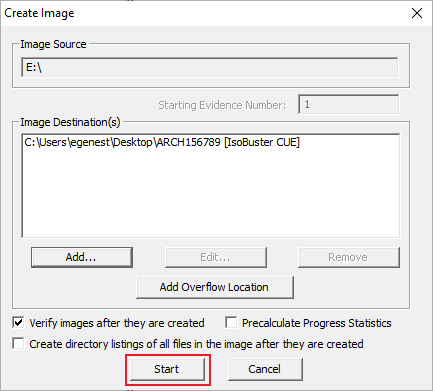 Create Image
Image Source
E:\
Starting Evidence Number: 1
Image Destination(s)
C:\Users\egenest\Desktop\ARCH156789 [IsoBuster CUE]
Add... Edit... Remove
Add Overflow Location
Verify images after they are created Precalculate Progress Statistics
Create directory listings of all files in the image after they are created
Start Cancel